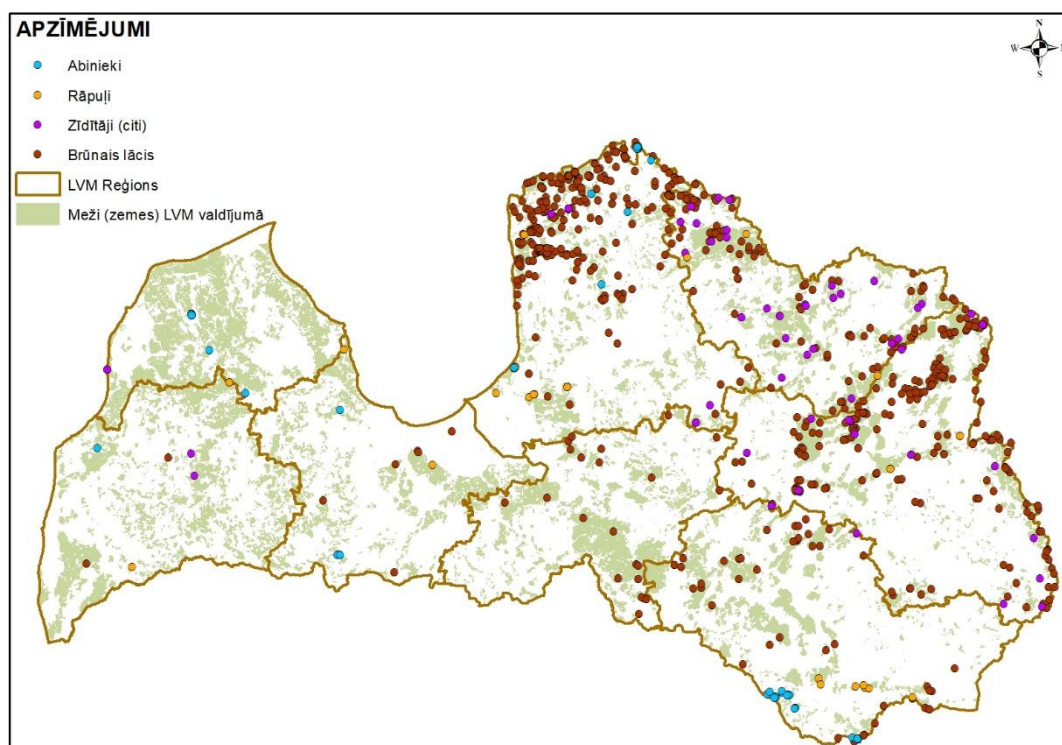 APZĪMĒJUMI
Abinieki
Rāpuļi
Zīdītāji (citi)
Brūnais lācis
LVM Reģions
Meži (zemes) LVM valdījumā
N
W
S